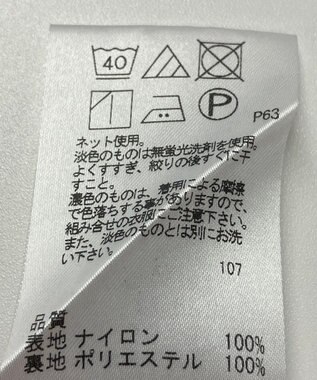 40
P
P63
ネット使用。
淡色のものは無蛍光洗剤を使用。
よくすすぎ、絞りの後すぐに干
すこと。
濃色のものは、着用による摩擦
で色落ちする事がありますので、
組み合せの衣服にご注意下さい。
また、淡色のものとは別にお洗
い下さい。
107
品質
表地 ナイロン 100%
裏地 ポリエステル 100%